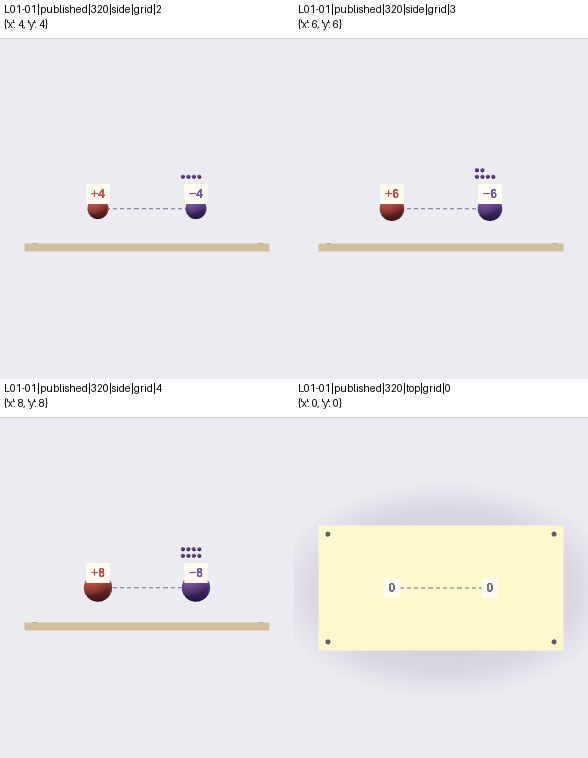 L01-01|published|320|side|grid|2
{'x': 4, 'y': 4}
+4
−4
L01-01|published|320|side|grid|3
{'x': 6, 'y': 6}
+6
−6
L01-01|published|320|side|grid|4
{'x': 8, 'y': 8}
+8
−8
L01-01|published|320|top|grid|0
{'x': 0, 'y': 0}
0
0